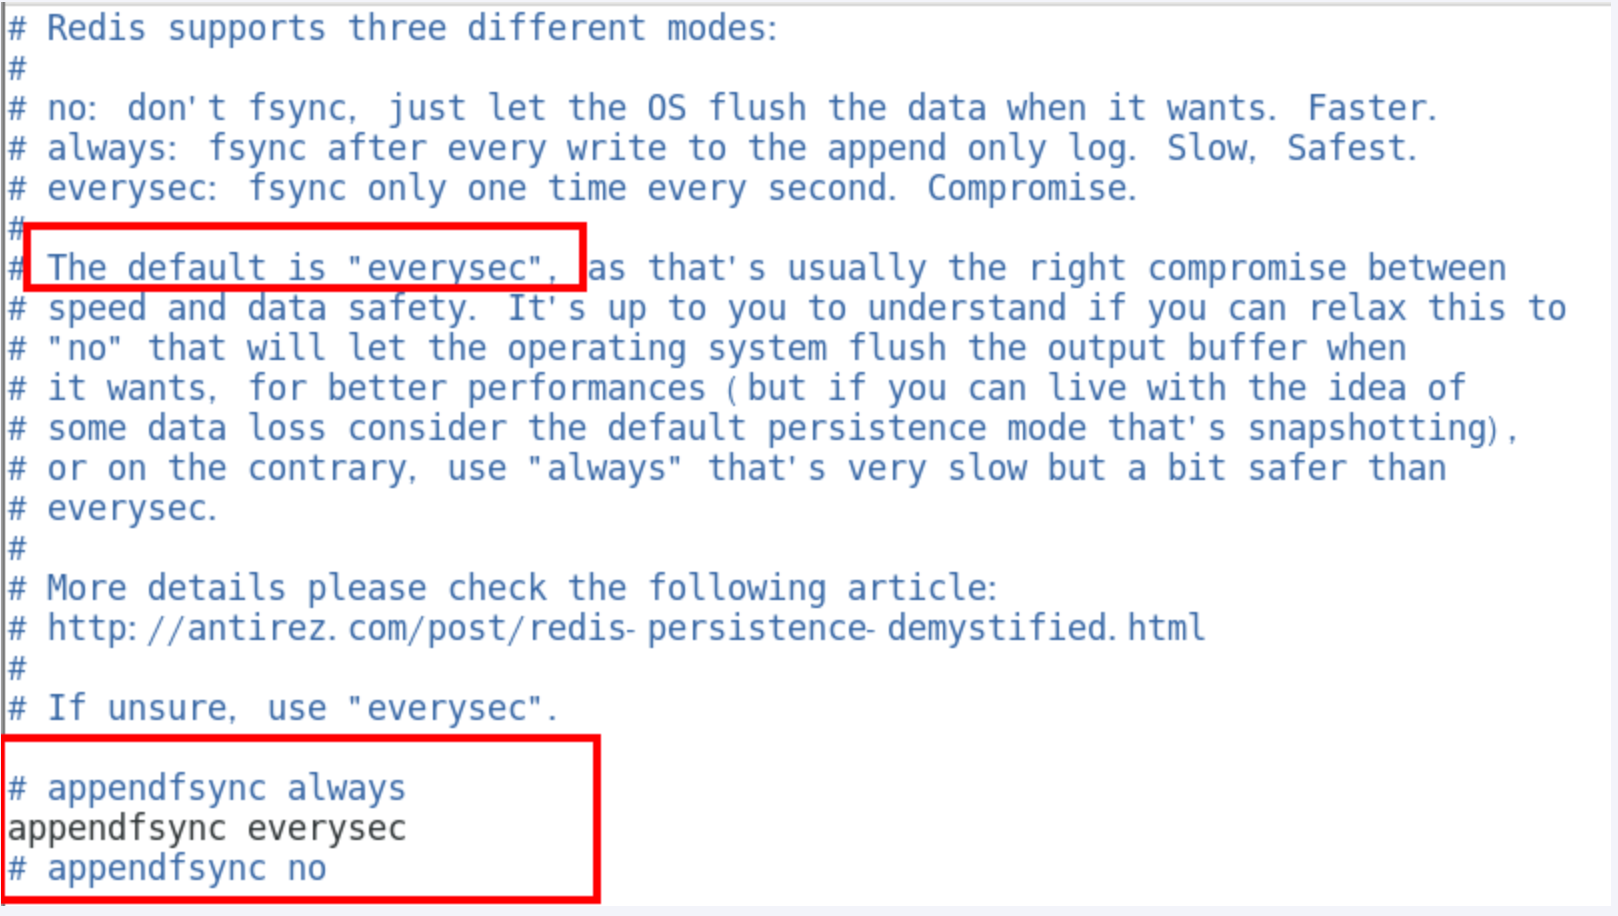 # Redis supports three different modes:
#
# no: don't fsync, just let the OS flush the data when it wants. Faster.
# always: fsync after every write to the append only log. Slow, Safest.
# everysec: fsync only one time every second. Compromise.
#
# The default is "everysec", as that's usually the right compromise between
# speed and data safety. It's up to you to understand if you can relax this to
# "no" that will let the operating system flush the output buffer when
# it wants, for better performances (but if you can live with the idea of
# some data loss consider the default persistence mode that's snapshotting),
# or on the contrary, use "always" that's very slow but a bit safer than
# everysec.
#
# More details please check the following article:
# http://antirez.com/post/redis-persistence-demystified.html
#
# If unsure, use "everysec".
# appendfsync always
appendfsync everysec
# appendfsync no